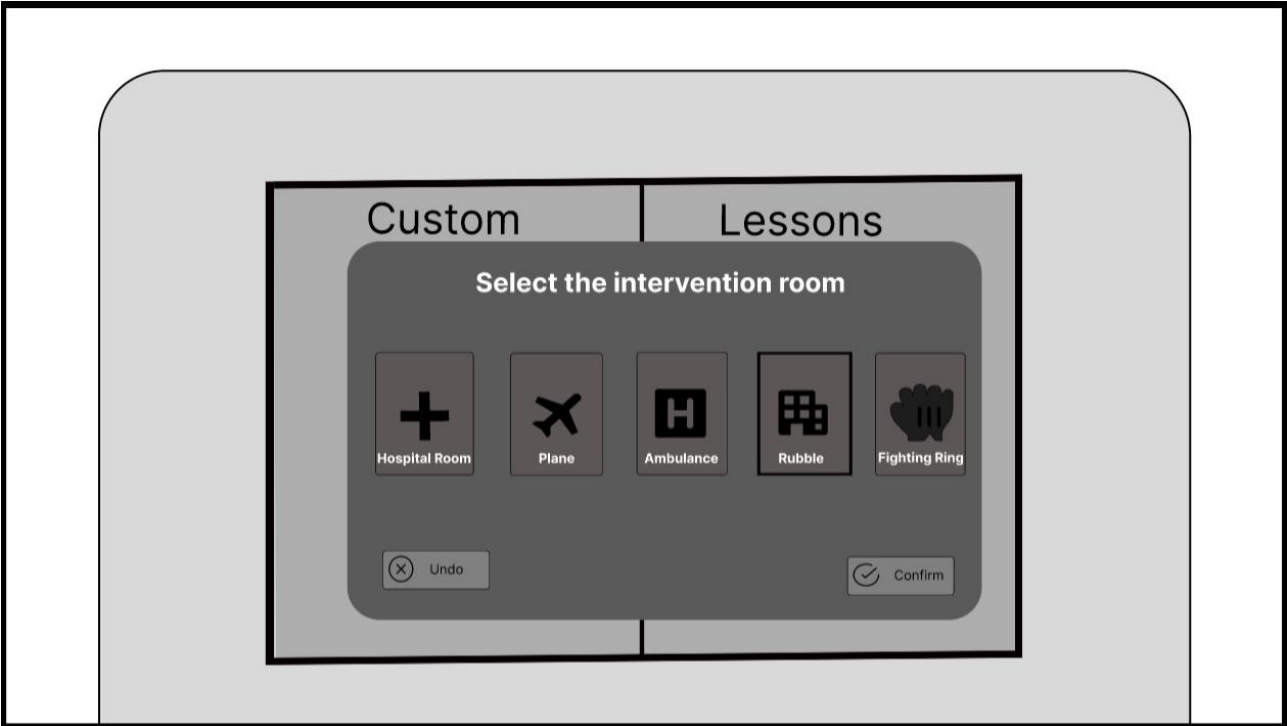 Custom
Lessons
Select the intervention room
Hospital Room
Plane
H
Ambulance
Rubble
Fighting Ring
Undo
Confirm